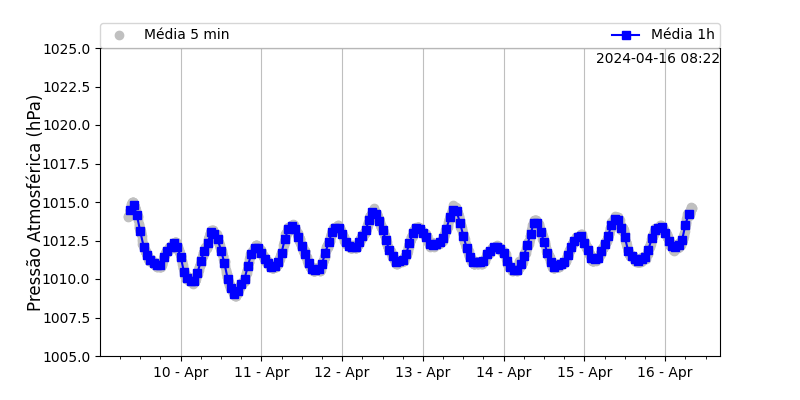 Média 5 min
Média 1h
2024-04-16 08:22
Pressão Atmosférica (hPa)
1025.0
1022.5
1020.0
1017.5
1015.0
1012.5
1010.0
1007.5
1005.0
10 - Apr
11 - Apr
12 - Apr
13 - Apr
14 - Apr
15 - Apr
16 - Apr